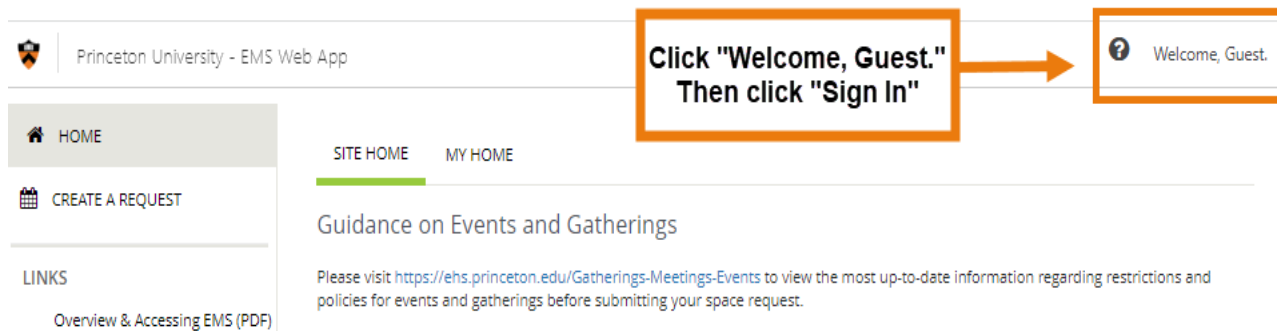 Princeton University - EMS Web App
Click "Welcome, Guest."
Then click "Sign In"
Welcome, Guest.
HOME
CREATE A REQUEST
LINKS
Overview & Accessing EMS (PDF)
SITE HOME MY HOME
Guidance on Events and Gatherings
Please visit https://ehs.princeton.edu/Gatherings-Meetings-Events to view the most up-to-date information regarding restrictions and
policies for events and gatherings before submitting your space request.